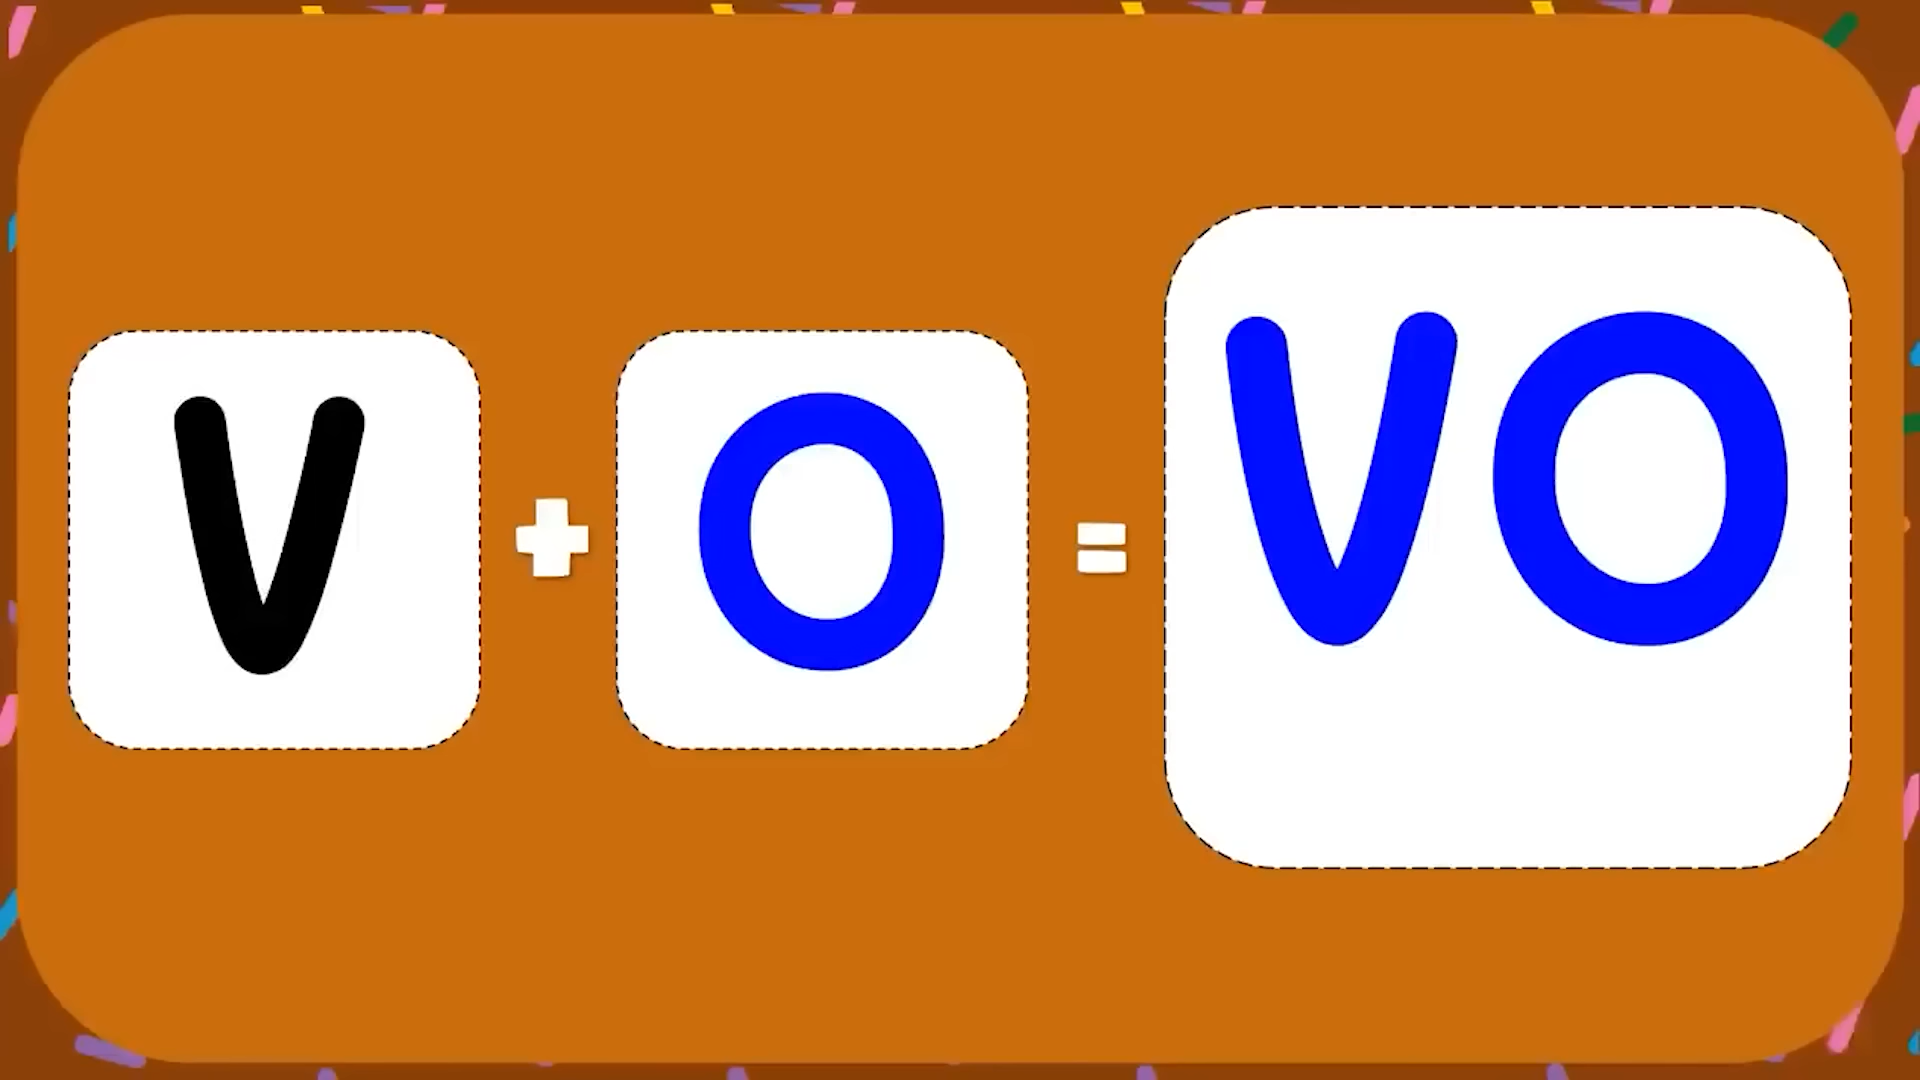 V + O = VO